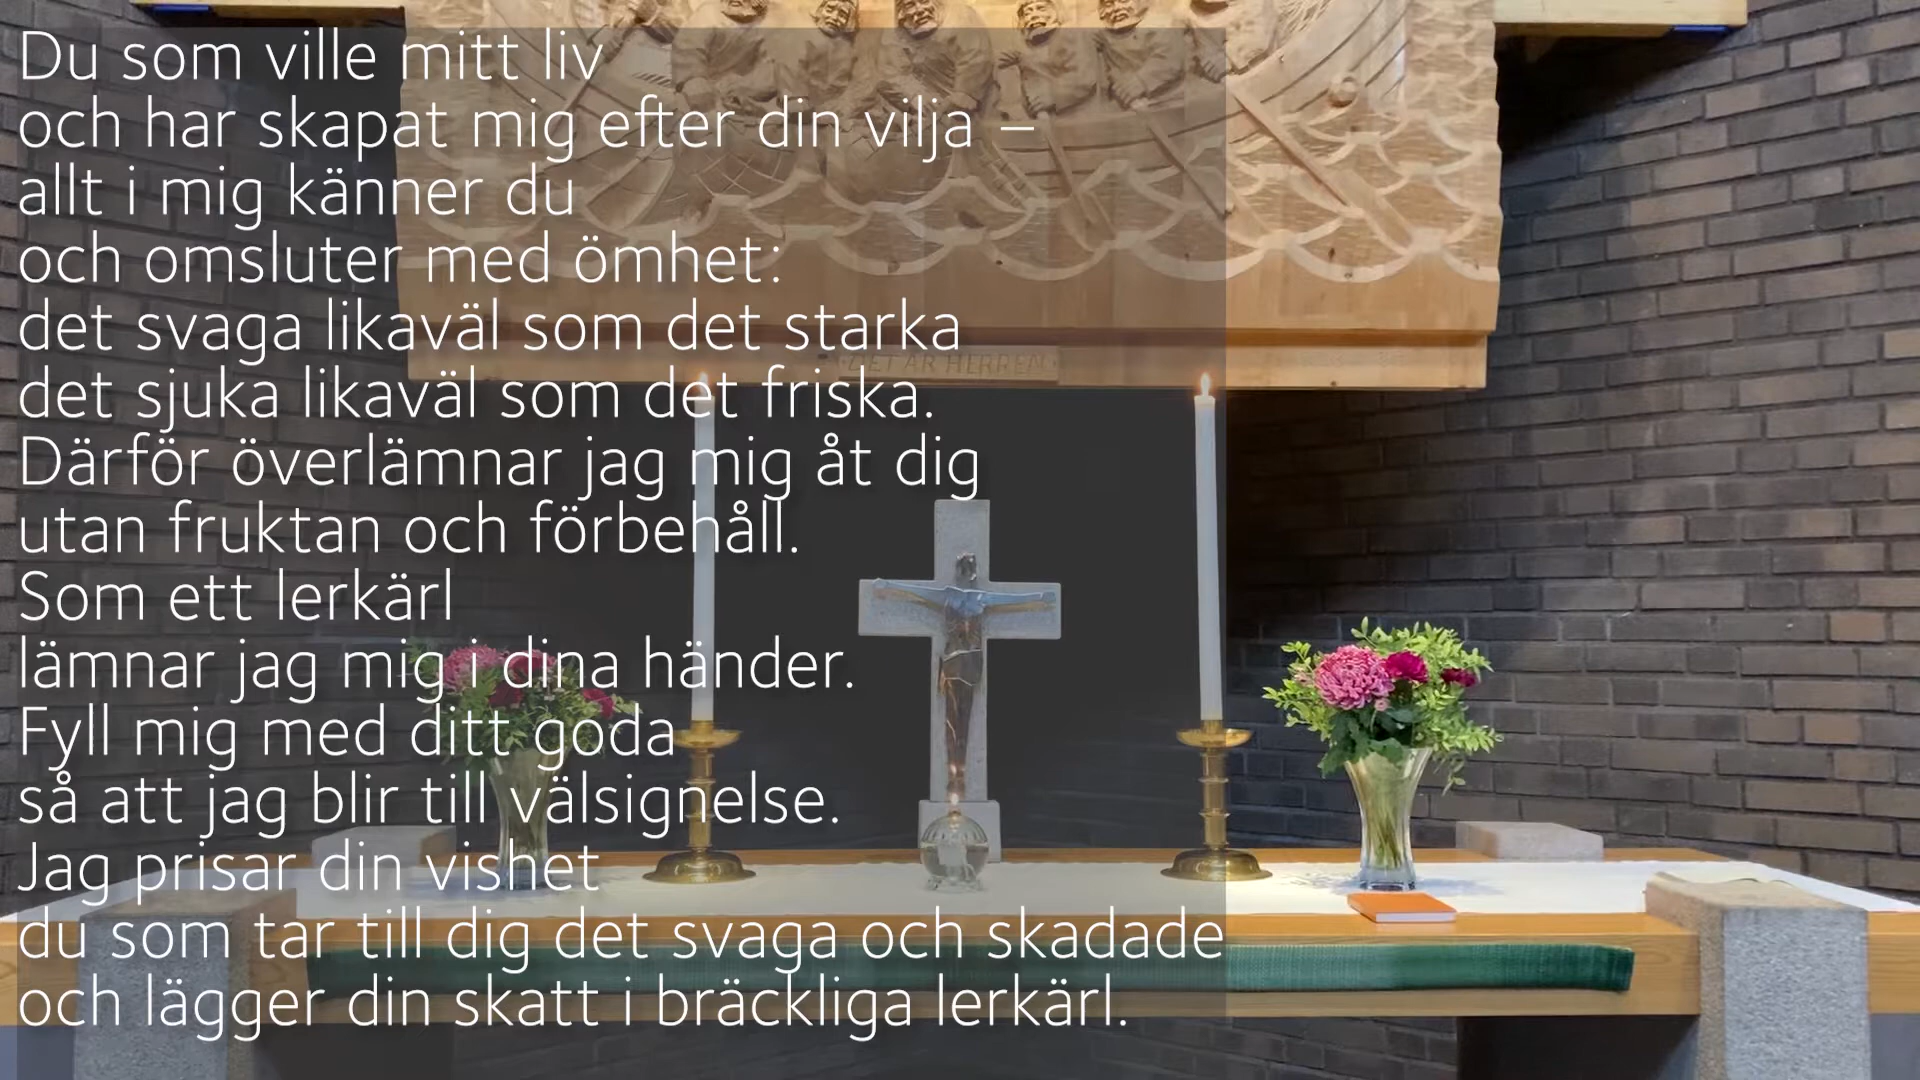 Du som ville mitt liv
och har skapat mig efter din vilja –
allt i mig känner du
och omsluter med ömhet:
det svaga likaväl som det starka
det sjuka likaväl som det friska.
Därför överlämnar jag mig åt dig
utan fruktan och förbehåll.
Som ett lerkärl
lämnar jag mig i dina händer.
Fyll mig med ditt goda
så att jag blir till välsignelse.
Jag prisar din vishet
du som tar till dig det svaga och skadade
och lägger din skatt i bräckliga lerkärl.
DET ÄR HERREN